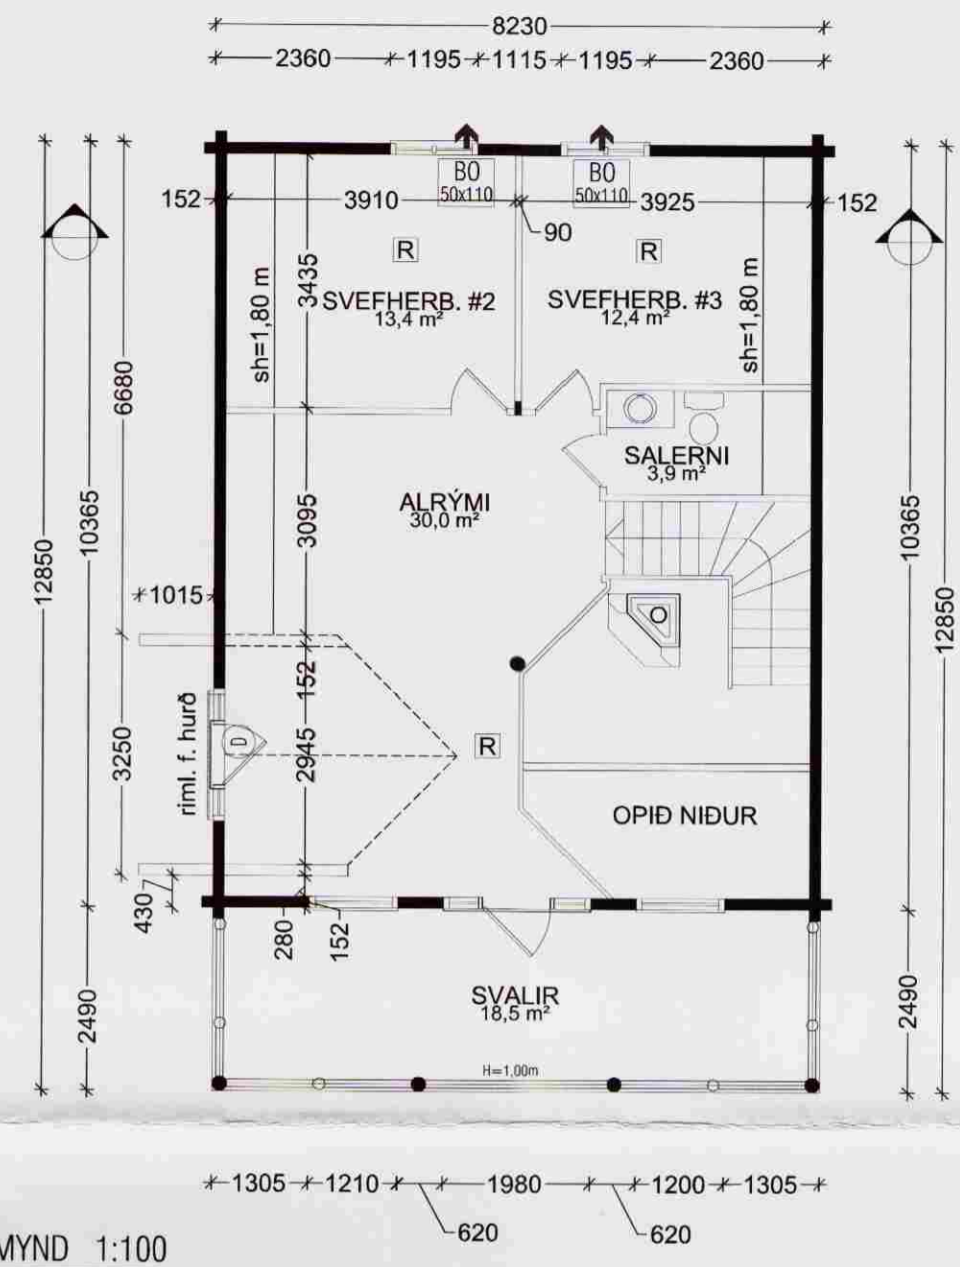 8230
2360 1195 1115 1195 2360
B0
50x110
B0
50x110
152 3910 3925 152
90
R
R
3435
SVEFHERB. #2
13,4 m²
SVEFHERB. #3
12,4 m²
sh=1,80 m
sh=1,80 m
6680
SALERNI
3,9 m²
ALRÝMI
30,0 m²
3095
10365
12850
10365
12850
1015
152
riml. f. hurð
D
3250
2945
R
OPIÐ NIÐUR
430
280
152
SVALIR
18,5 m²
2490
2490
H=1,00m
1305 1210 1980 1200 1305
620
620
MYND 1:100